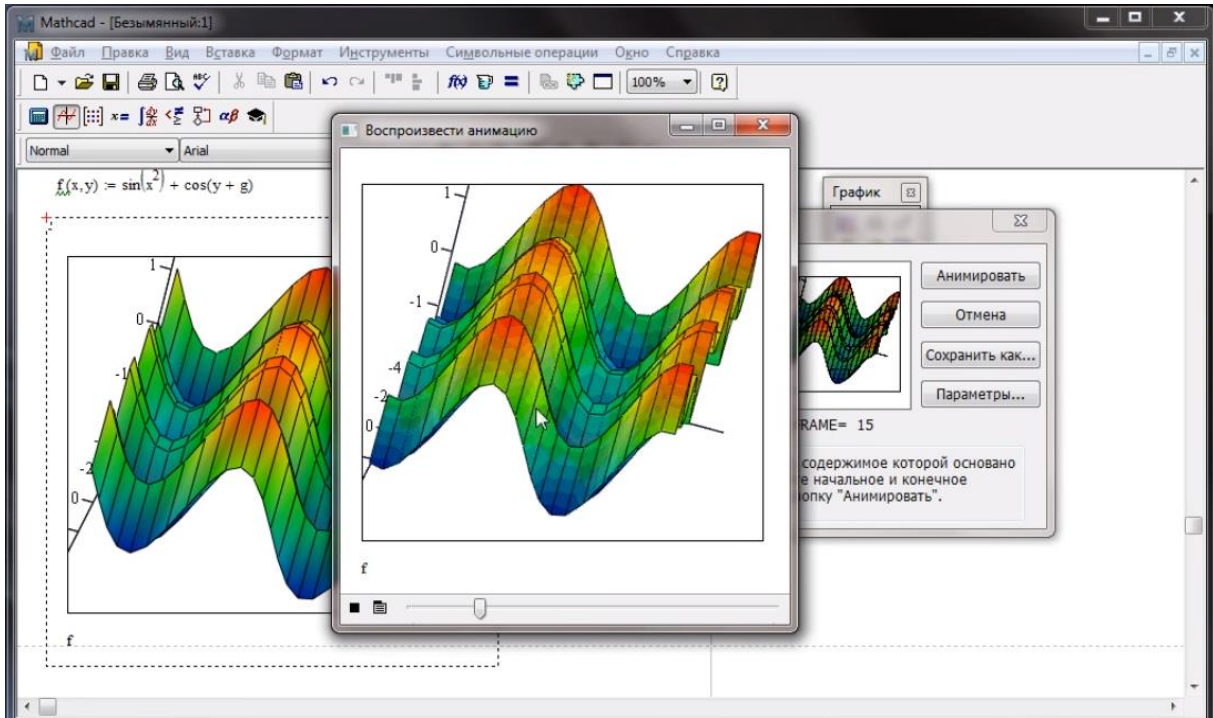 Mathcad - [Безымянный:1]
Файл Правка Вид Вставка Формат Инструменты Символьные операции Окно Справка
100%
Normal Arial
f(x,y) := sin(x²) + cos(y + g)
1
0
-1
-2
0
f
Воспроизвести анимацию
1
0
-1
-4
-2
0
f
График
Анимировать
Отмена
Сохранить как...
Параметры...
RAME= 15
содержимое которой основано
е начальное и конечное
опку "Анимировать".